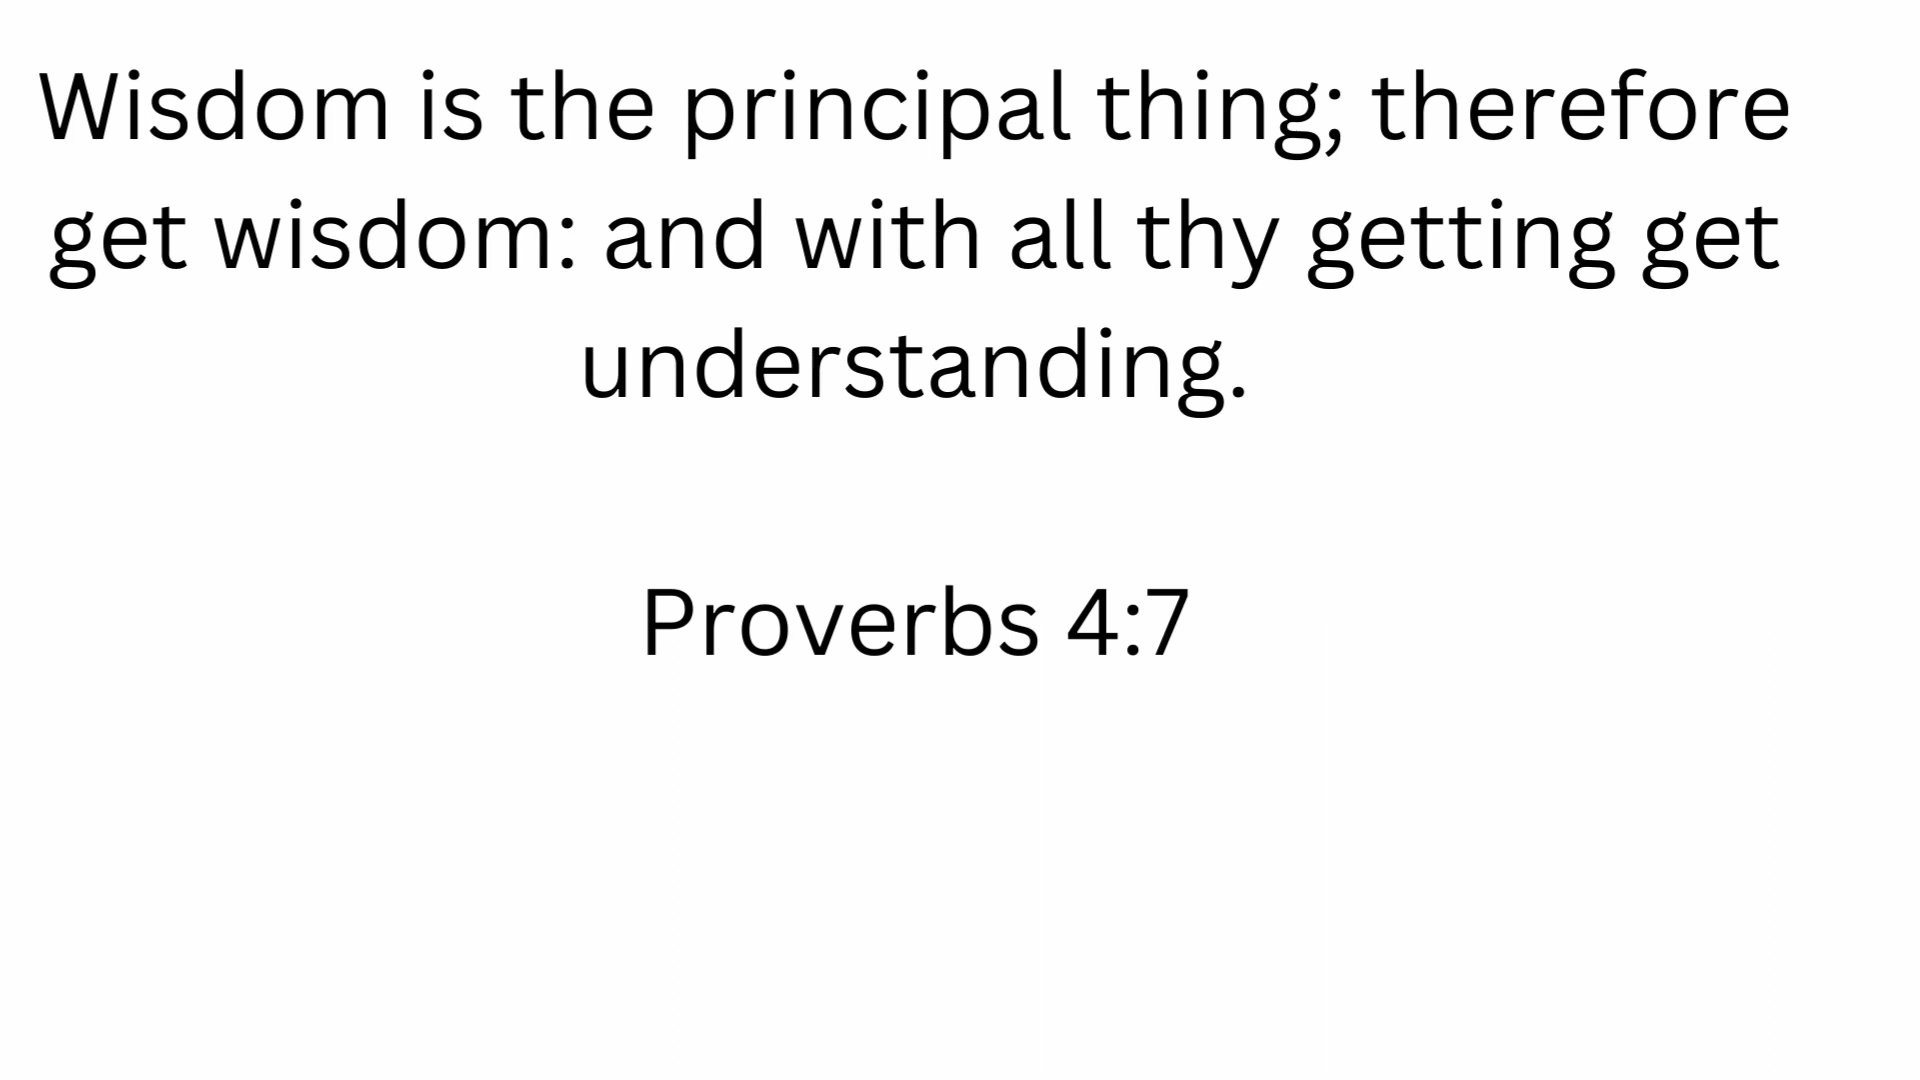 Wisdom is the principal thing; therefore
get wisdom: and with all thy getting get
understanding.
Proverbs 4:7